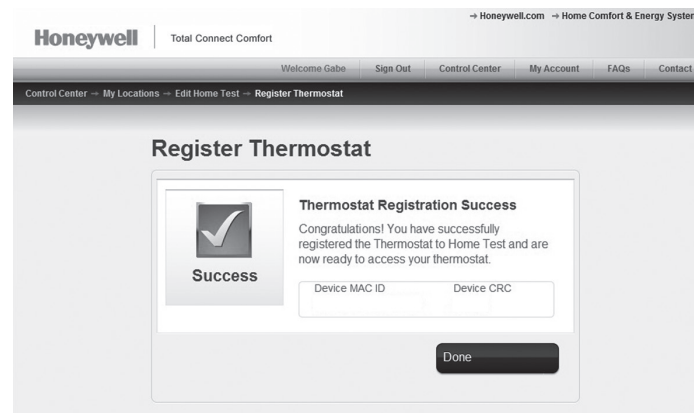 → Honeywell.com → Home Comfort & Energy System
Honeywell Total Connect Comfort
Welcome Gabe Sign Out Control Center My Account FAQs Contact
Control Center → My Locations → Edit Home Test → Register Thermostat
Register Thermostat
Thermostat Registration Success
Congratulations! You have successfully
registered the Thermostat to Home Test and are
now ready to access your thermostat.
Success
Device MAC ID Device CRC
Done